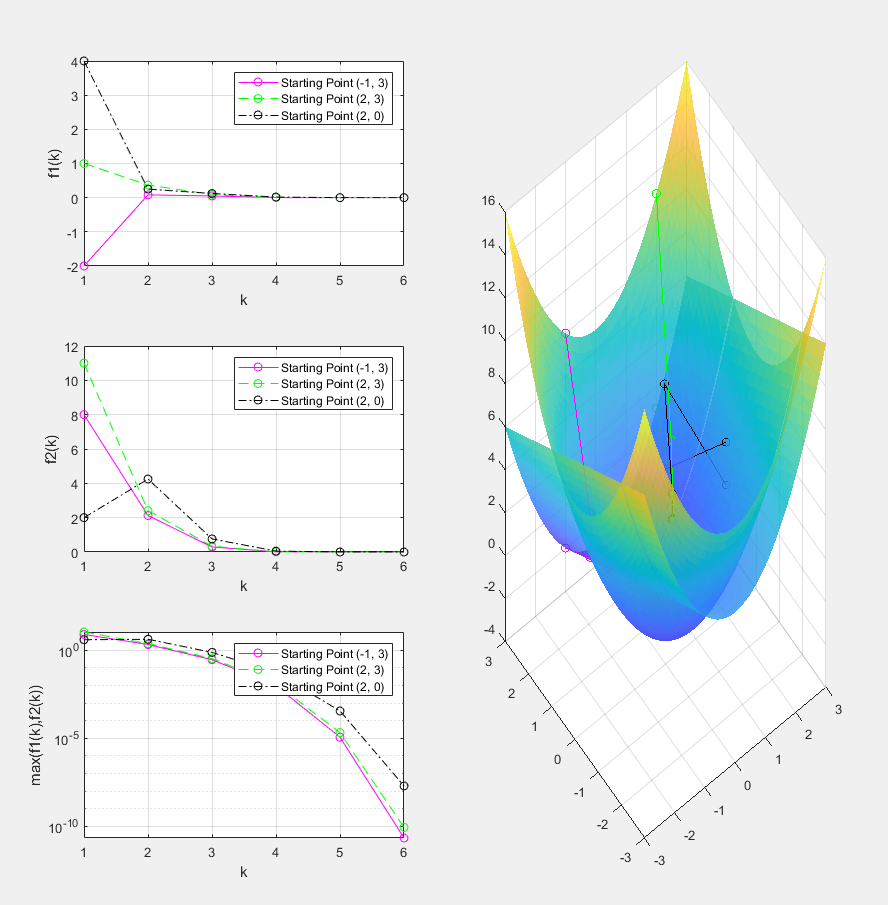 4
3
2
1
0
-1
-2
f1(k)
1 2 3 4 5 6
k
Starting Point (-1, 3)
Starting Point (2, 3)
Starting Point (2, 0)
12
10
8
6
4
2
0
f2(k)
1 2 3 4 5 6
k
Starting Point (-1, 3)
Starting Point (2, 3)
Starting Point (2, 0)
10^0
10^-5
10^-10
max(f1(k),f2(k))
1 2 3 4 5 6
k
Starting Point (-1, 3)
Starting Point (2, 3)
Starting Point (2, 0)
16
14
12
10
8
6
4
2
0
-2
-4
3
2
1
0
-1
-2
-3
-3
-2
-1
0
1
2
3